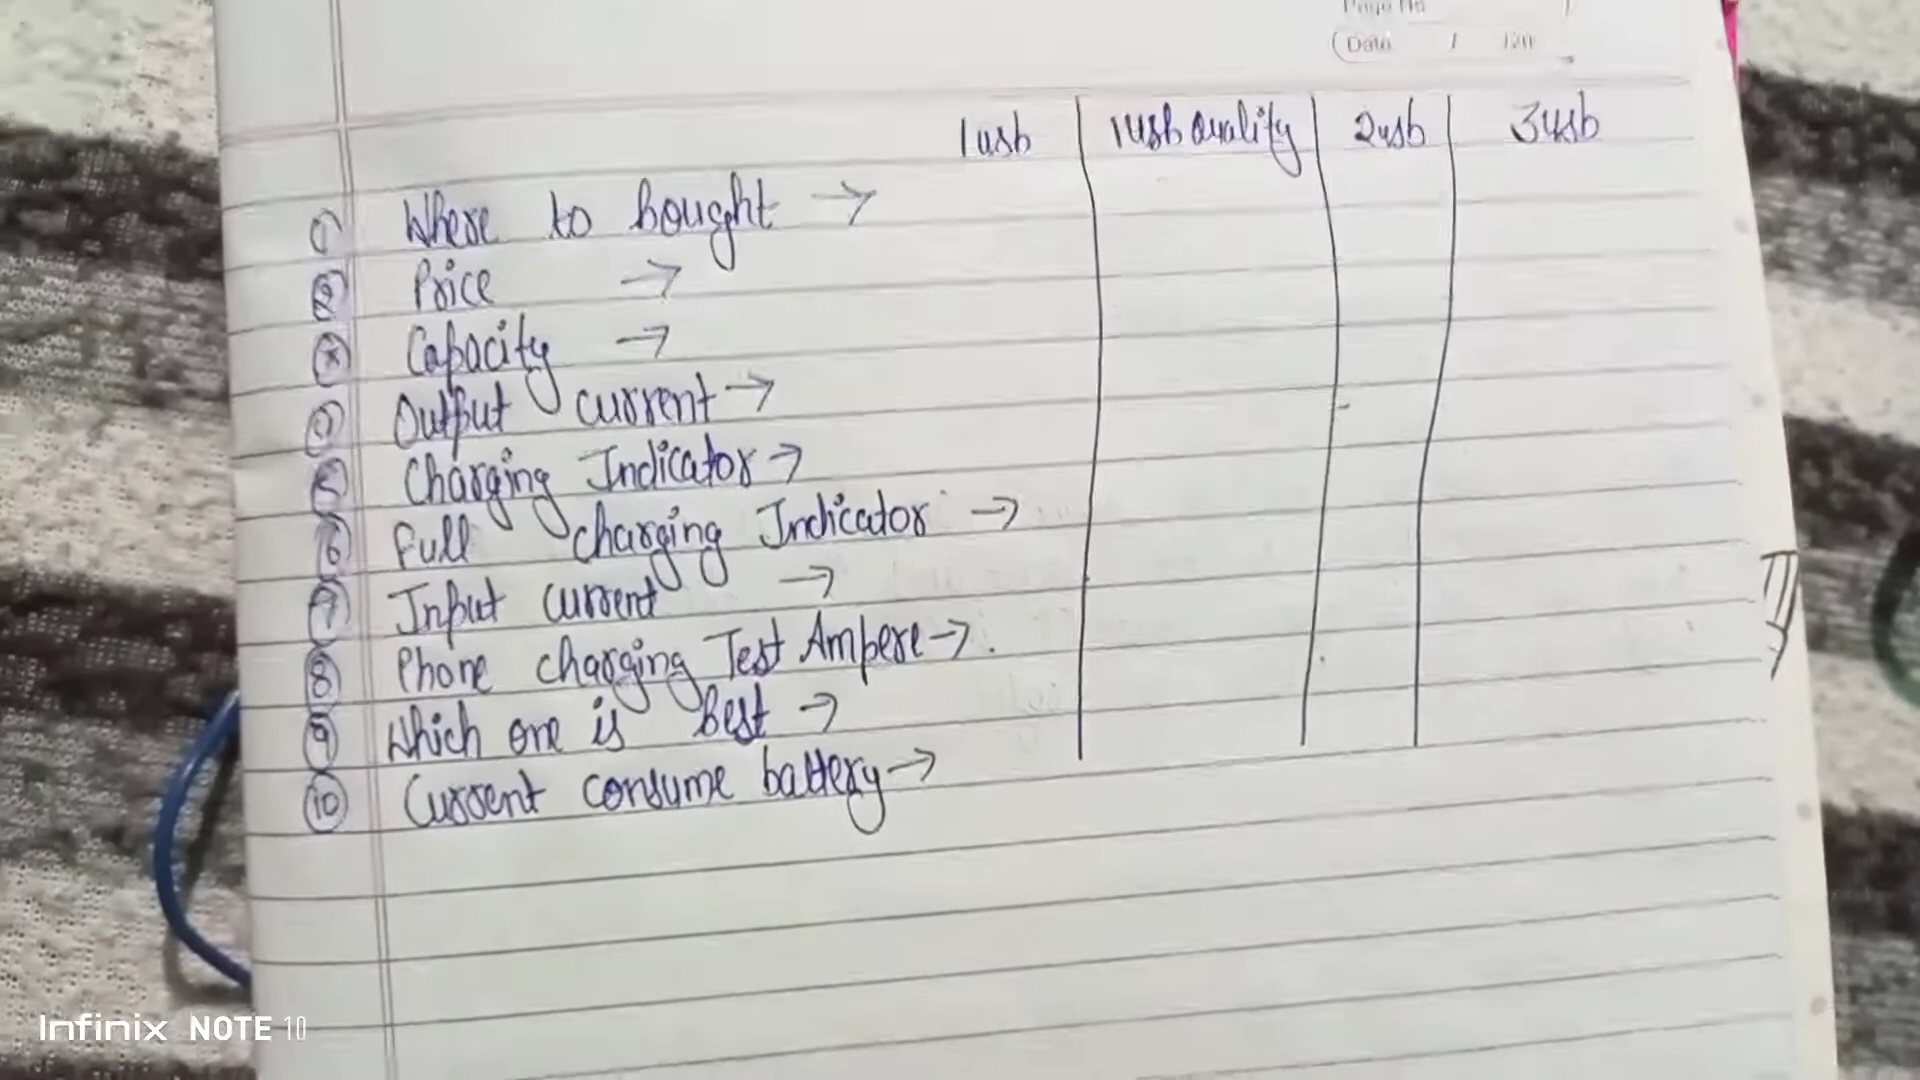 Page No
Date / /20
1usb 1usb Quality 2usb 3usb
① Where to bought →
② Price →
Capacity →
Output current →
5 Charging Indicator →
6 Full charging Indicator →
7 Input current →
8 Phone charging Test Ampere →
9 Which one is Best →
10 Current consume battery →
Infinix NOTE 10